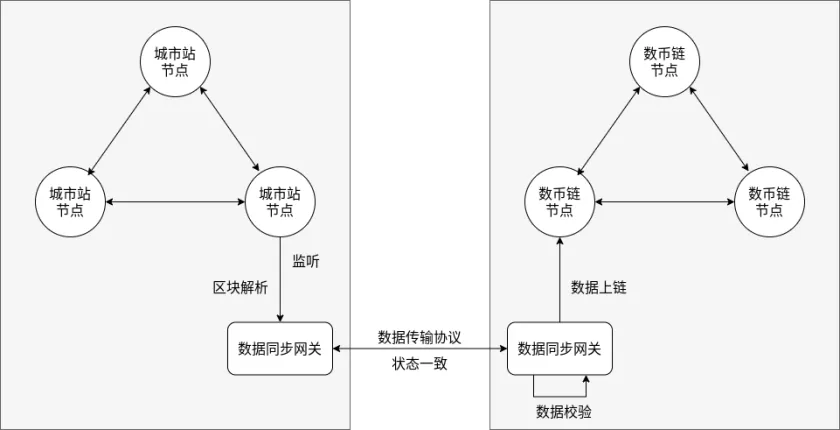 城市站
节点
数币链
节点
城市站
节点
城市站
节点
数币链
节点
数币链
节点
监听
区块解析
数据上链
数据同步网关
数据传输协议
状态一致
数据同步网关
数据校验